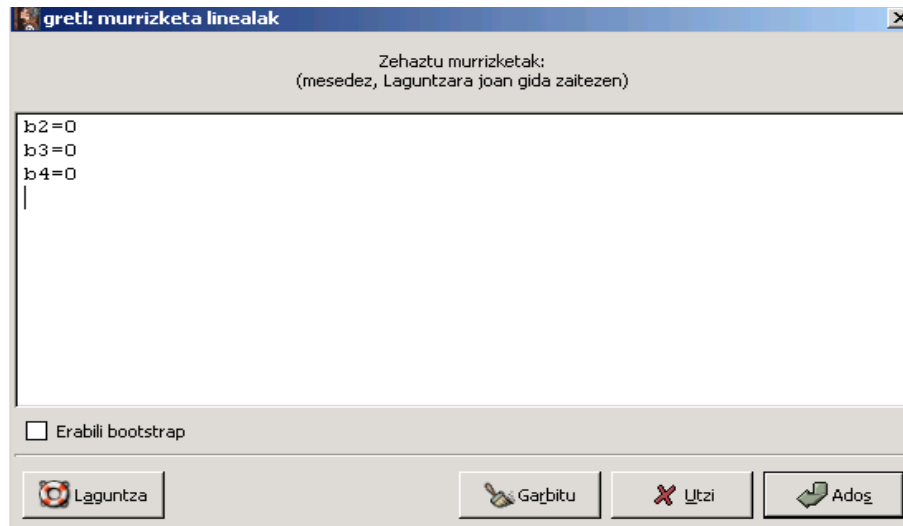 gretl: murrizketa linealak
Zehaztu murrizketak:
(mesedez, Laguntzara joan gida zaitezen)
b2=0
b3=0
b4=0
Erabili bootstrap
Laguntza
Garbitu
Utzi
Ados